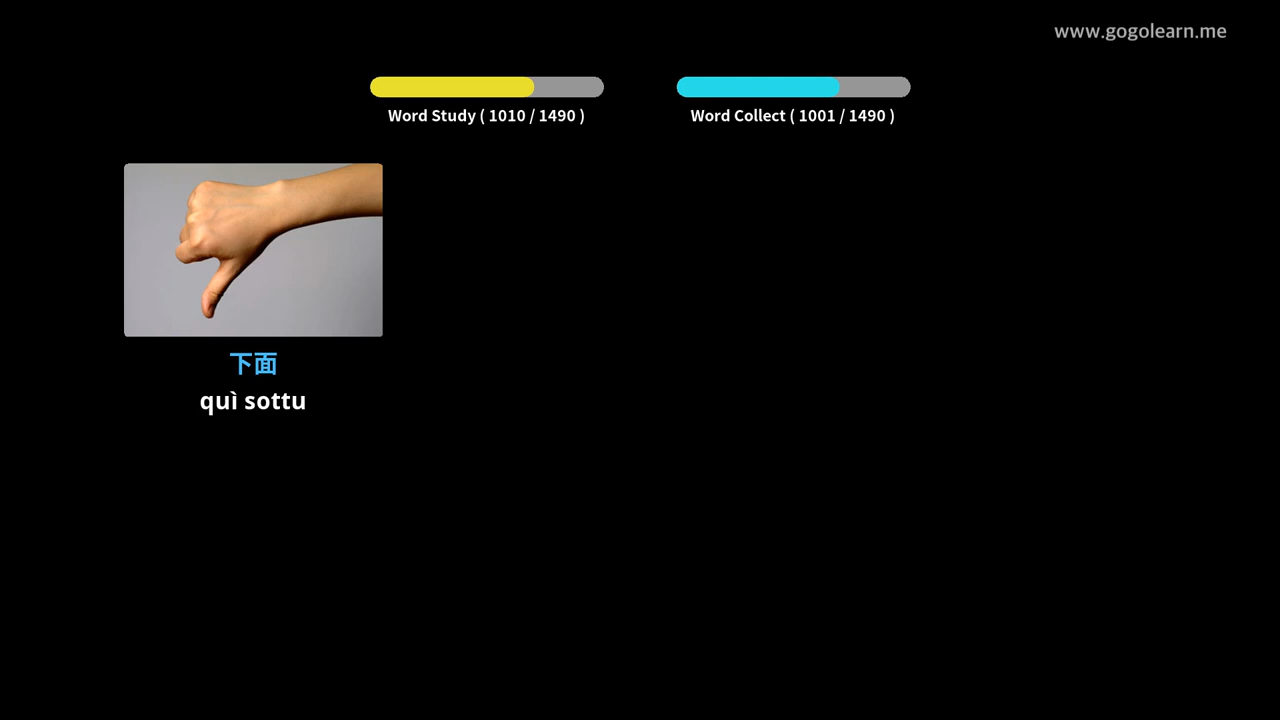 www.gogolearn.me
Word Study ( 1010 / 1490 )
Word Collect ( 1001 / 1490 )
下面
quì sottu